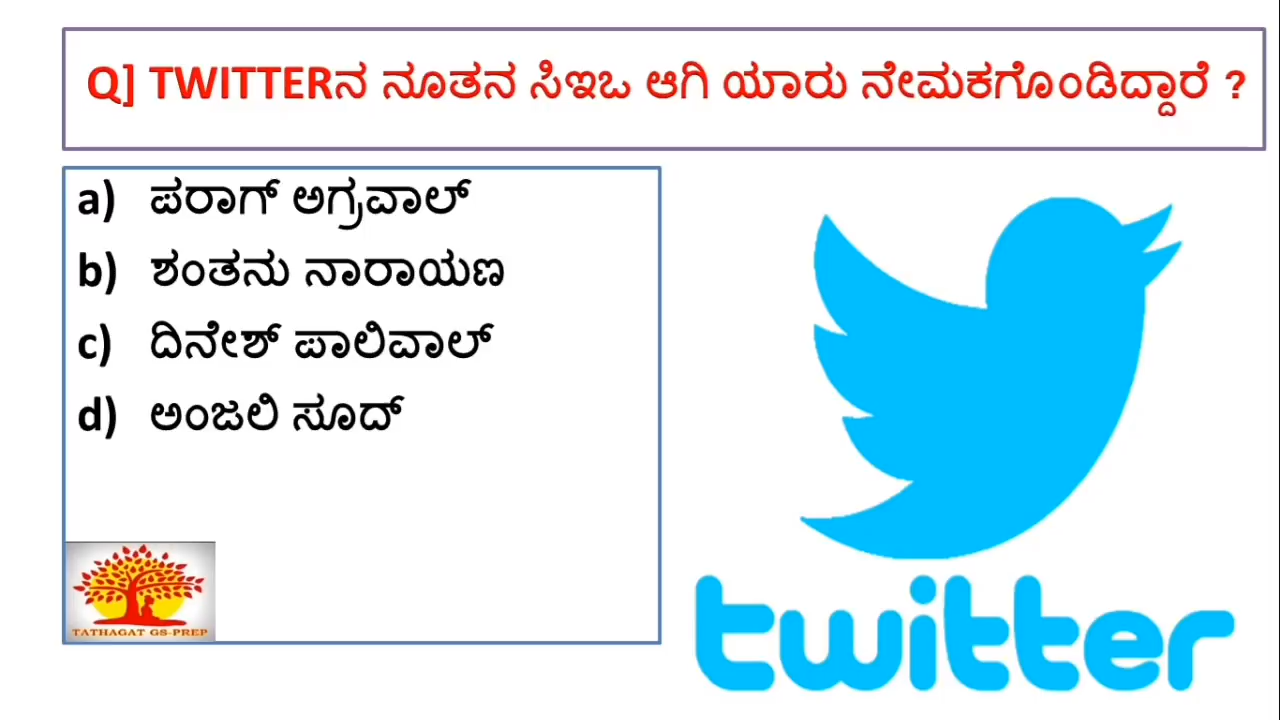 Q] TWITTERನ ನೂತನ ಸಿಇಒ ಆಗಿ ಯಾರು ನೇಮಕಗೊಂಡಿದ್ದಾರೆ ?
a) ಪರಾಗ್ ಅಗ್ರವಾಲ್
b) ಶಂತನು ನಾರಾಯಣ
c) ದಿನೇಶ್ ಪಾಲಿವಾಲ್
d) ಅಂಜಲಿ ಸೂದ್
TATHAGAT GS-PREP
twitter